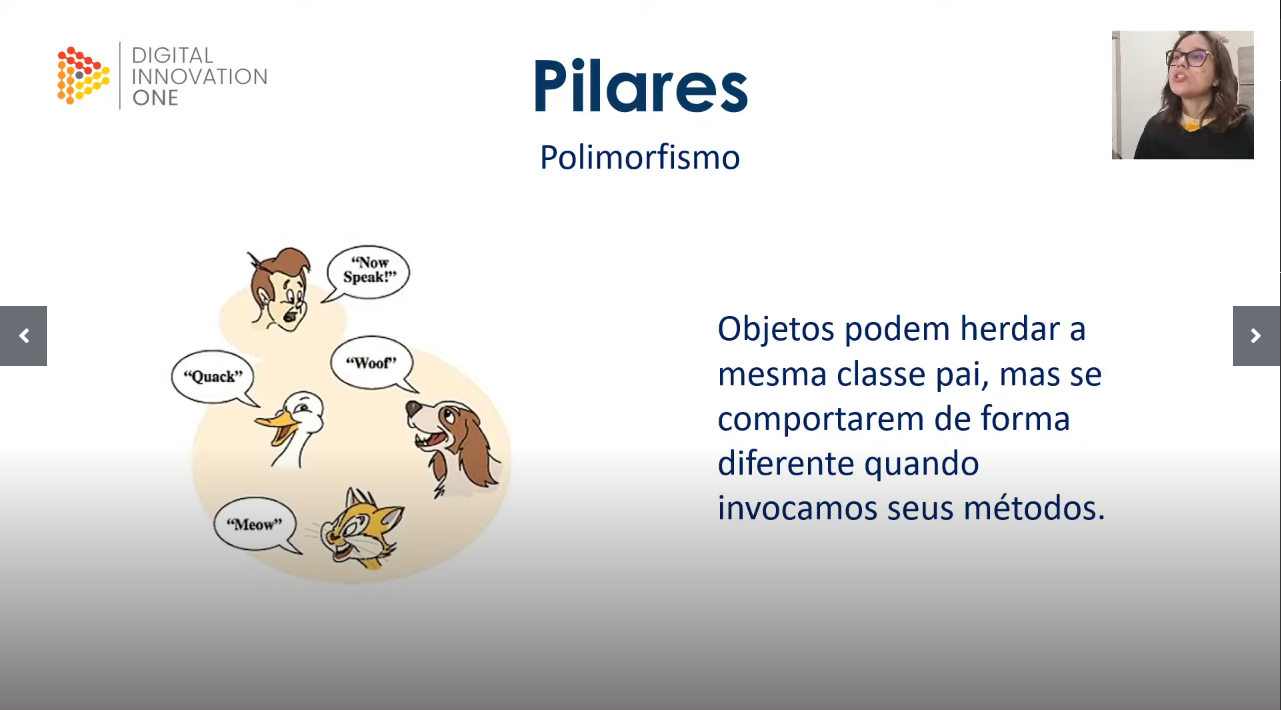 DIGITAL
INNOVATION
ONE
Pilares
Polimorfismo
“Now
Speak!”
“Quack”
“Woof”
“Meow”
Objetos podem herdar a
mesma classe pai, mas se
comportarem de forma
diferente quando
invocamos seus métodos.